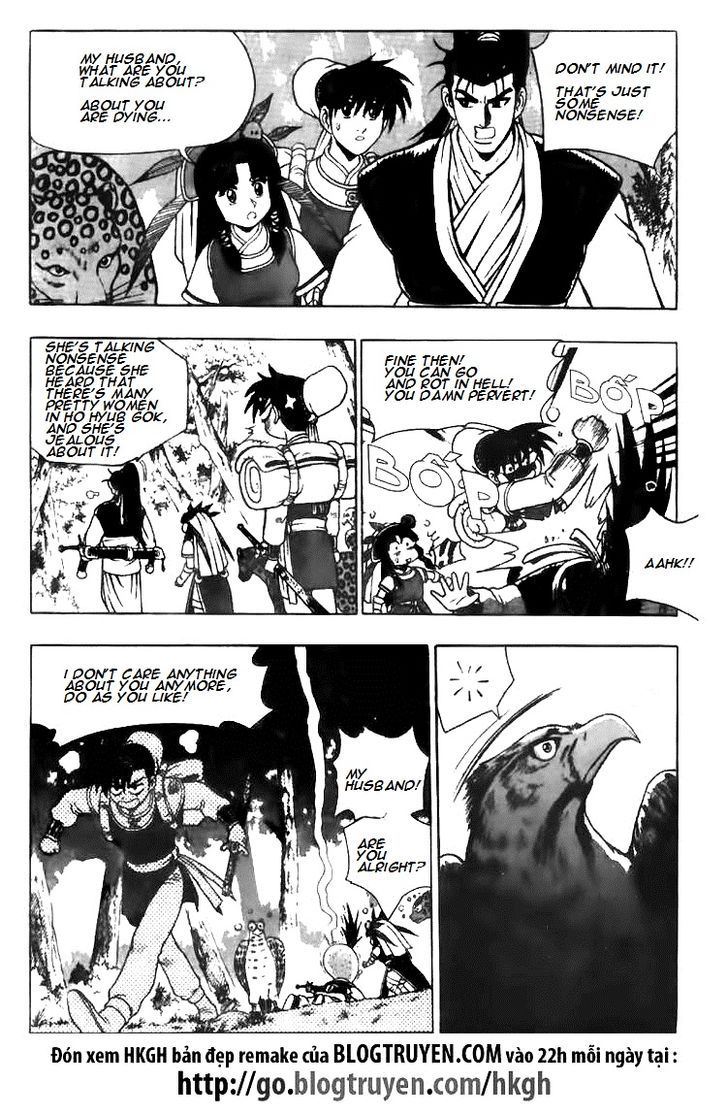 MY HUSBAND,
WHAT ARE YOU
TALKING ABOUT?
ABOUT YOU
ARE DYING...
DON'T MIND IT!
THAT'S JUST
SOME
NONSENSE!
SHE'S TALKING
NONSENSE
BECAUSE SHE
HEARD THAT
THERE'S MANY
PRETTY WOMEN
IN HO HYUB GOK,
AND SHE'S
JEALOUS
ABOUT IT!
FINE THEN!
YOU CAN GO
AND ROT IN HELL!
YOU DAMN PERVERT!
BỐP
BỐP
AAHK!!
I DON'T CARE ANYTHING
ABOUT YOU ANYMORE,
DO AS YOU LIKE!
MY
HUSBAND!
ARE
YOU
ALRIGHT?
Đón xem HKGH bản đẹp remake của BLOGTRUYEN.COM vào 22h mỗi ngày tại :
http://go.blogtruyen.com/hkgh